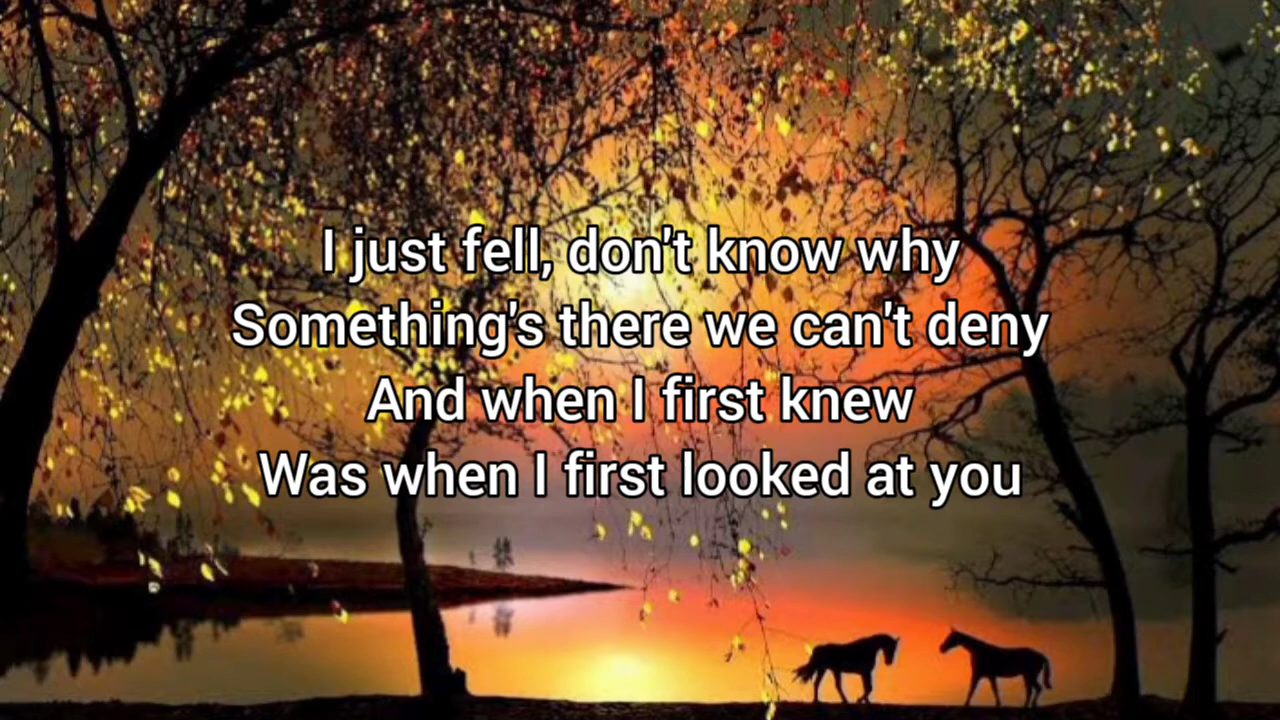 I just fell, don't know why
Something's there we can't deny
And when I first knew
Was when I first looked at you